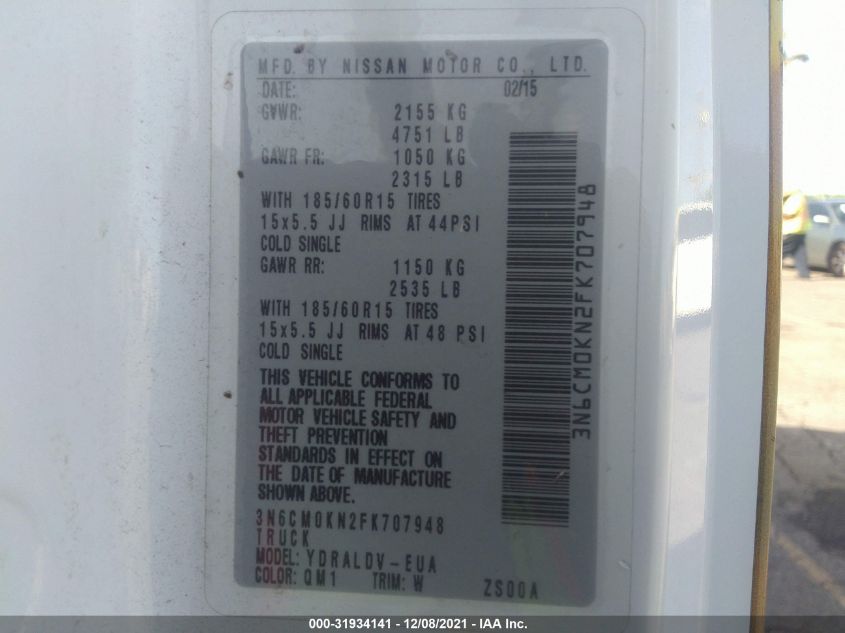 MFD. BY NISSAN MOTOR CO., LTD.
DATE: 02/15
GVWR: 2155 KG
4751 LB
GAWR FR: 1050 KG
2315 LB
WITH 185/60R15 TIRES
15x5.5 JJ RIMS AT 44PSI
COLD SINGLE
GAWR RR: 1150 KG
2535 LB
WITH 185/60R15 TIRES
15x5.5 JJ RIMS AT 48 PSI
COLD SINGLE
THIS VEHICLE CONFORMS TO
ALL APPLICABLE FEDERAL
MOTOR VEHICLE SAFETY AND
THEFT PREVENTION
STANDARDS IN EFFECT ON
THE DATE OF MANUFACTURE
SHOWN ABOVE.
3N6CM0KN2FK707948
TRUCK
MODEL: YDRALDV-EUA
COLOR: QM1 TRIM: W ZS00A
3N6CM0KN2FK707948
000-31934141 - 12/08/2021 - IAA Inc.